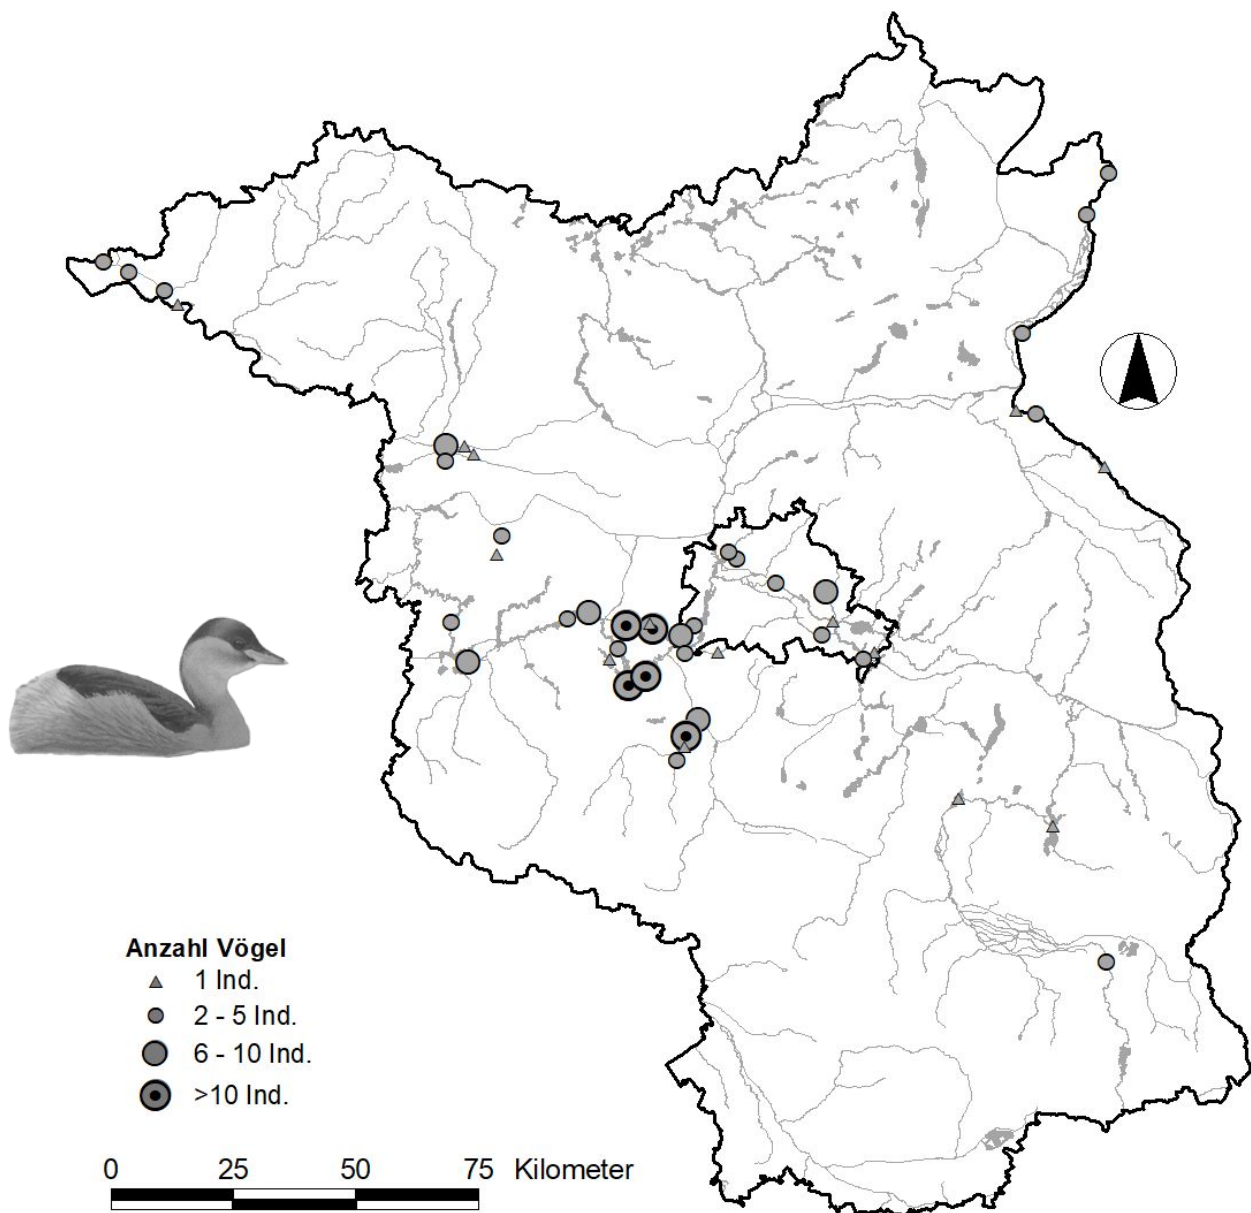 Anzahl Vögel
1 Ind.
2 - 5 Ind.
6 - 10 Ind.
>10 Ind.
0 25 50 75 Kilometer